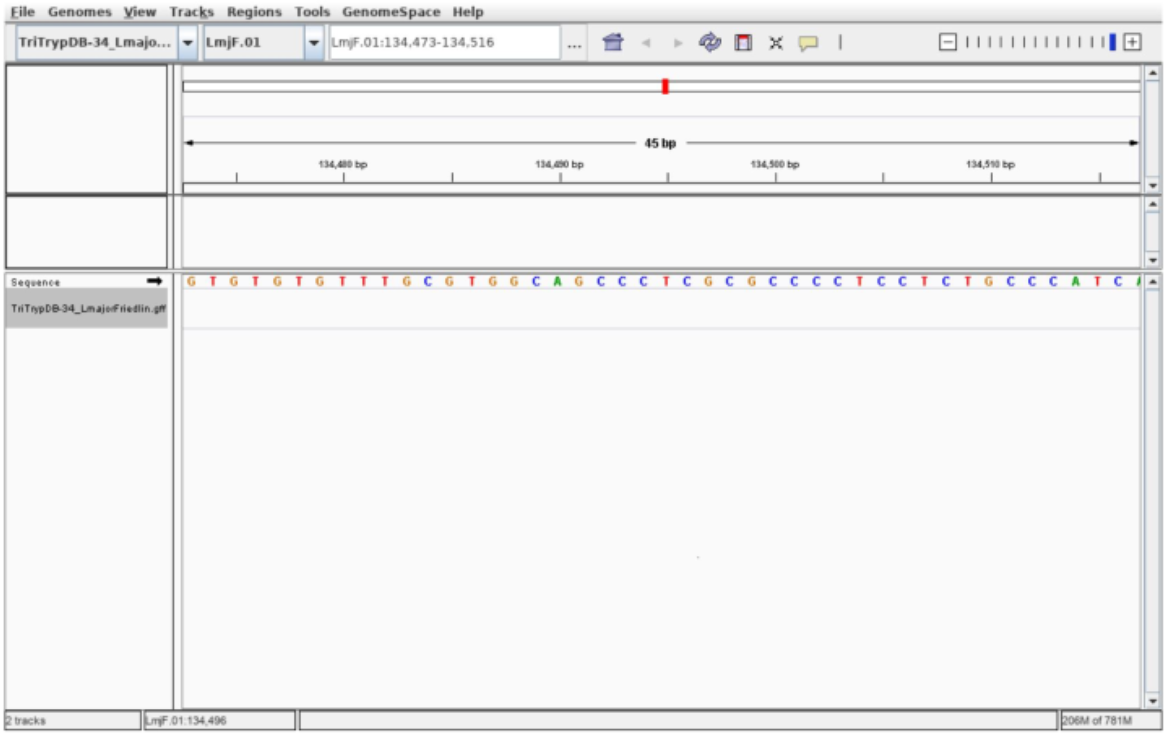 File Genomes View Tracks Regions Tools GenomeSpace Help
TriTrypDB-34_Lmajo... LmjF.01 LmjF.01:134,473-134,516 ...
45 bp
134,480 bp 134,490 bp 134,500 bp 134,510 bp
Sequence G T G T G T G T T T G C G T G G C A G C C C T C G C G C C C C T C C T C T G C C C A T C A
TriTrypDB-34_LmajorFriedlin.gff
2 tracks LmjF.01:134,496 206M of 781M